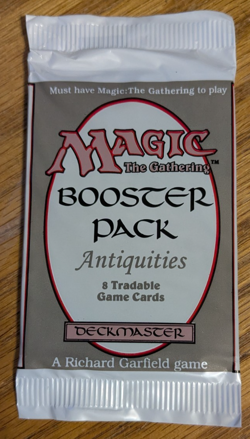 Must have Magic: The Gathering to play
MAGIC
The Gathering™
BOOSTER
PACK
Antiquities
8 Tradable
Game Cards
DECKMASTER
A Richard Garfield game